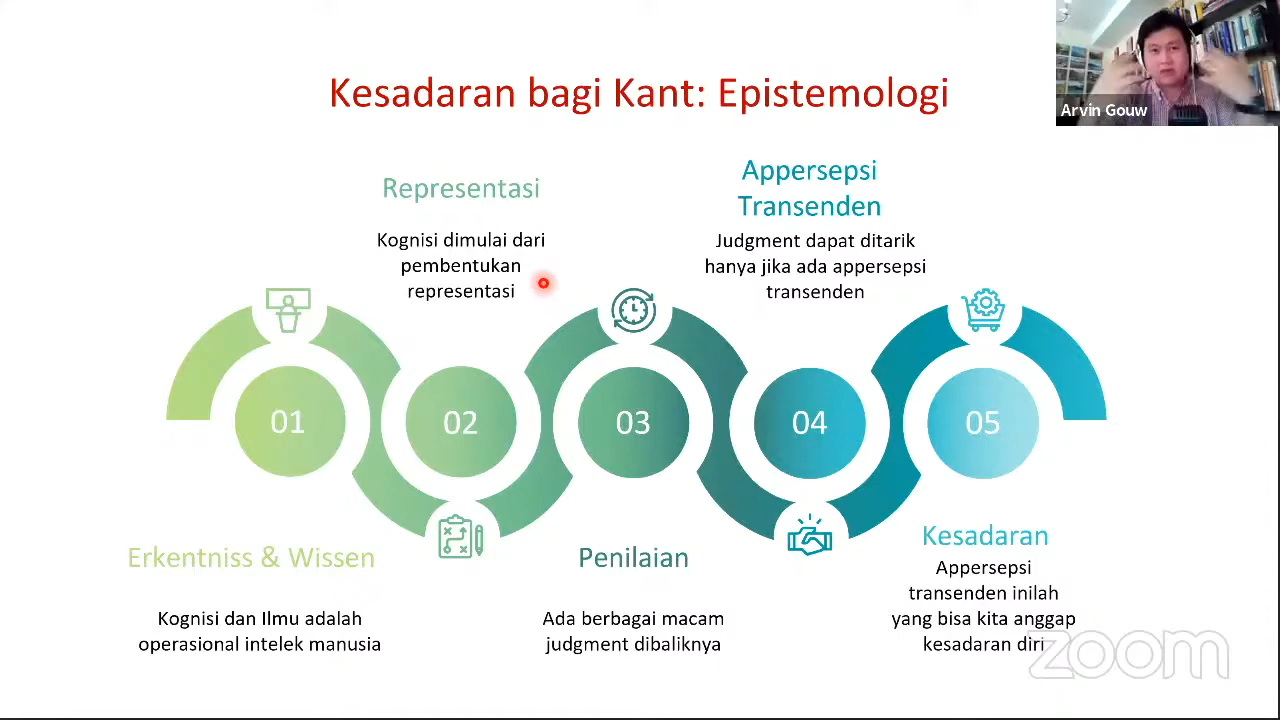 Kesadaran bagi Kant: Epistemologi
Arvin Gouw
Representasi
Kognisi dimulai dari
pembentukan
representasi
Appersepsi
Transenden
Judgment dapat ditarik
hanya jika ada appersepsi
transenden
01
02
03
04
05
Erkentniss & Wissen
Kognisi dan Ilmu adalah
operasional intelek manusia
Penilaian
Ada berbagai macam
judgment dibaliknya
Kesadaran
Appersepsi
transenden inilah
yang bisa kita anggap
kesadaran diri
zoom